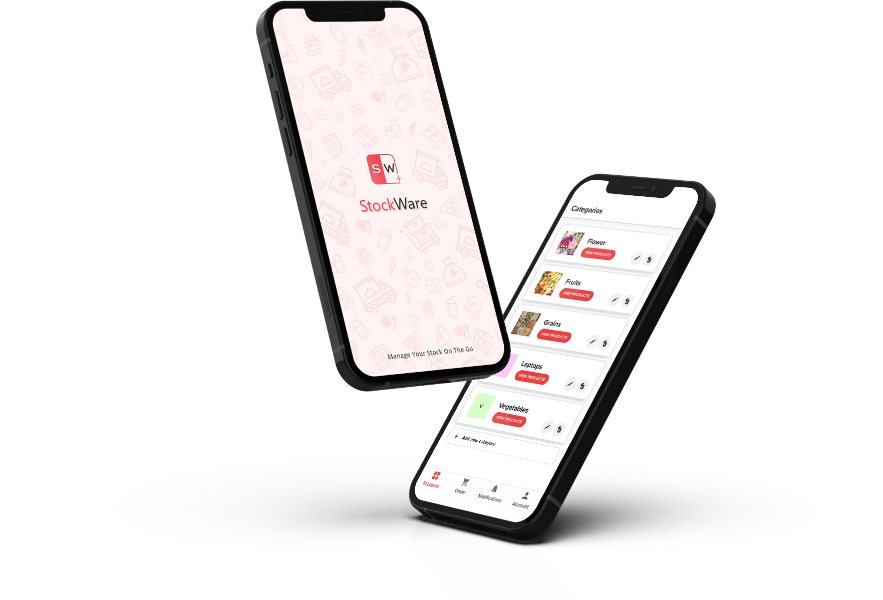 SW
StockWare
Manage Your Stock On The Go
Categories
Flower
VIEW PRODUCTS
Fruits
VIEW PRODUCTS
Grains
VIEW PRODUCTS
Laptops
VIEW PRODUCTS
V
Vegetables
VIEW PRODUCTS
+ Add new category
Products
Order
Notifications
Account